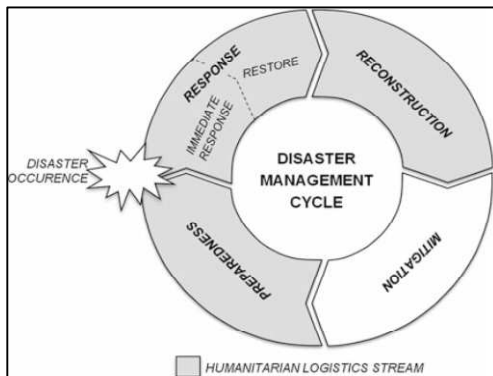 RESPONSE
RESTORE
IMMEDIATE
RESPONSE
RECONSTRUCTION
DISASTER
OCCURENCE
DISASTER
MANAGEMENT
CYCLE
PREPAREDNESS
MITIGATION
HUMANITARIAN LOGISTICS STREAM